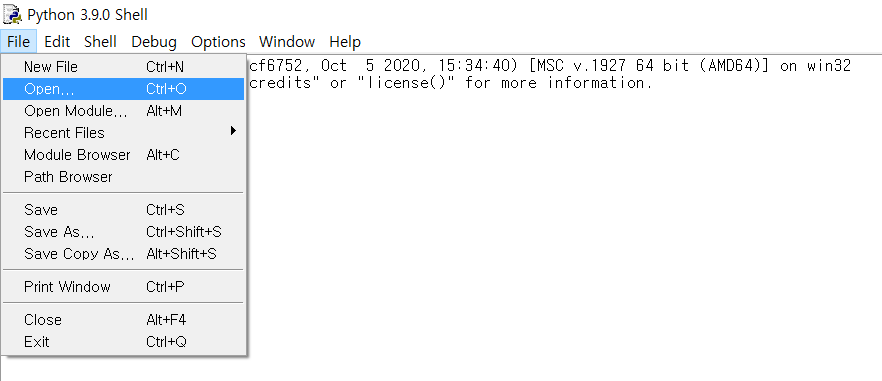 Python 3.9.0 Shell
File Edit Shell Debug Options Window Help
cf6752, Oct 5 2020, 15:34:40) [MSC v.1927 64 bit (AMD64)] on win32
credits" or "license()" for more information.
New File Ctrl+N
Open... Ctrl+O
Open Module... Alt+M
Recent Files
Module Browser Alt+C
Path Browser
Save Ctrl+S
Save As... Ctrl+Shift+S
Save Copy As... Alt+Shift+S
Print Window Ctrl+P
Close Alt+F4
Exit Ctrl+Q